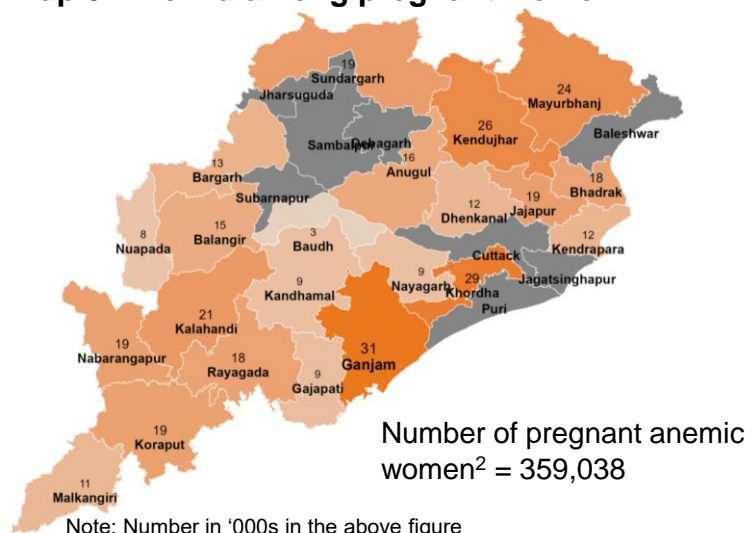 19
Sundargarh
Jharsuguda
24
Mayurbhanj
26
Kendujhar
Baleshwar
Sambalpur
Debagarh
16
Anugul
13
Bargarh
18
Bhadrak
Subarnapur
12
Dhenkanal
19
Jajapur
8
Nuapada
15
Balangir
3
Baudh
12
Kendrapara
Cuttack
9
Kandhamal
9
Nayagarh
29
Khordha
Jagatsinghapur
Puri
21
Kalahandi
19
Nabarangapur
18
Rayagada
9
Gajapati
31
Ganjam
19
Koraput
11
Malkangiri
Number of pregnant anemic
women² = 359,038
Note: Number in ‘000s in the above figure